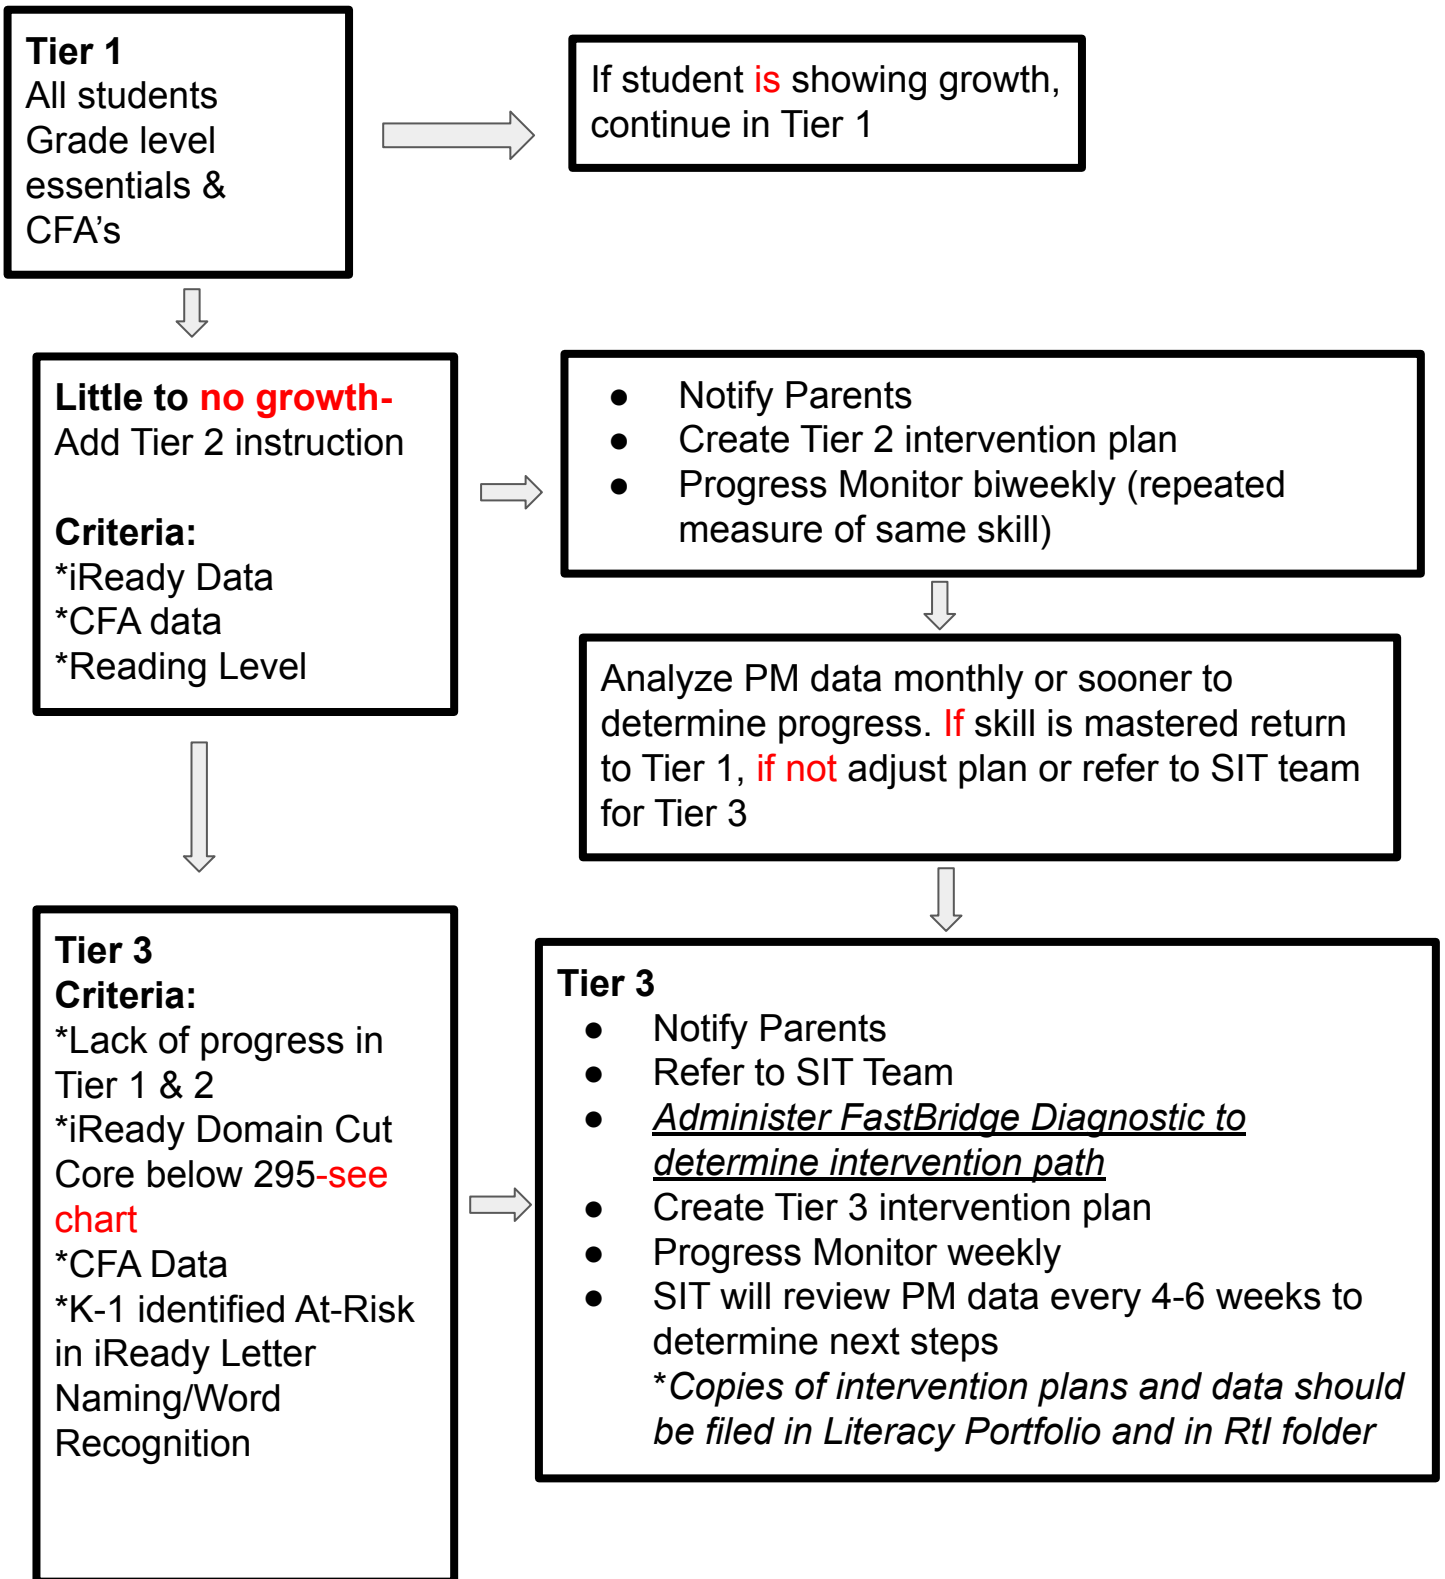 Tier 1
All students
Grade level
essentials &
CFA’s
If student is showing growth,
continue in Tier 1
Little to no growth-
Add Tier 2 instruction
Criteria:
*iReady Data
*CFA data
*Reading Level
● Notify Parents
● Create Tier 2 intervention plan
● Progress Monitor biweekly (repeated
measure of same skill)
Analyze PM data monthly or sooner to
determine progress. If skill is mastered return
to Tier 1, if not adjust plan or refer to SIT team
for Tier 3
Tier 3
Criteria:
*Lack of progress in
Tier 1 & 2
*iReady Domain Cut
Core below 295-see
chart
*CFA Data
*K-1 identified At-Risk
in iReady Letter
Naming/Word
Recognition
Tier 3
● Notify Parents
● Refer to SIT Team
● Administer FastBridge Diagnostic to
determine intervention path
● Create Tier 3 intervention plan
● Progress Monitor weekly
● SIT will review PM data every 4-6 weeks to
determine next steps
*Copies of intervention plans and data should
be filed in Literacy Portfolio and in RtI folder